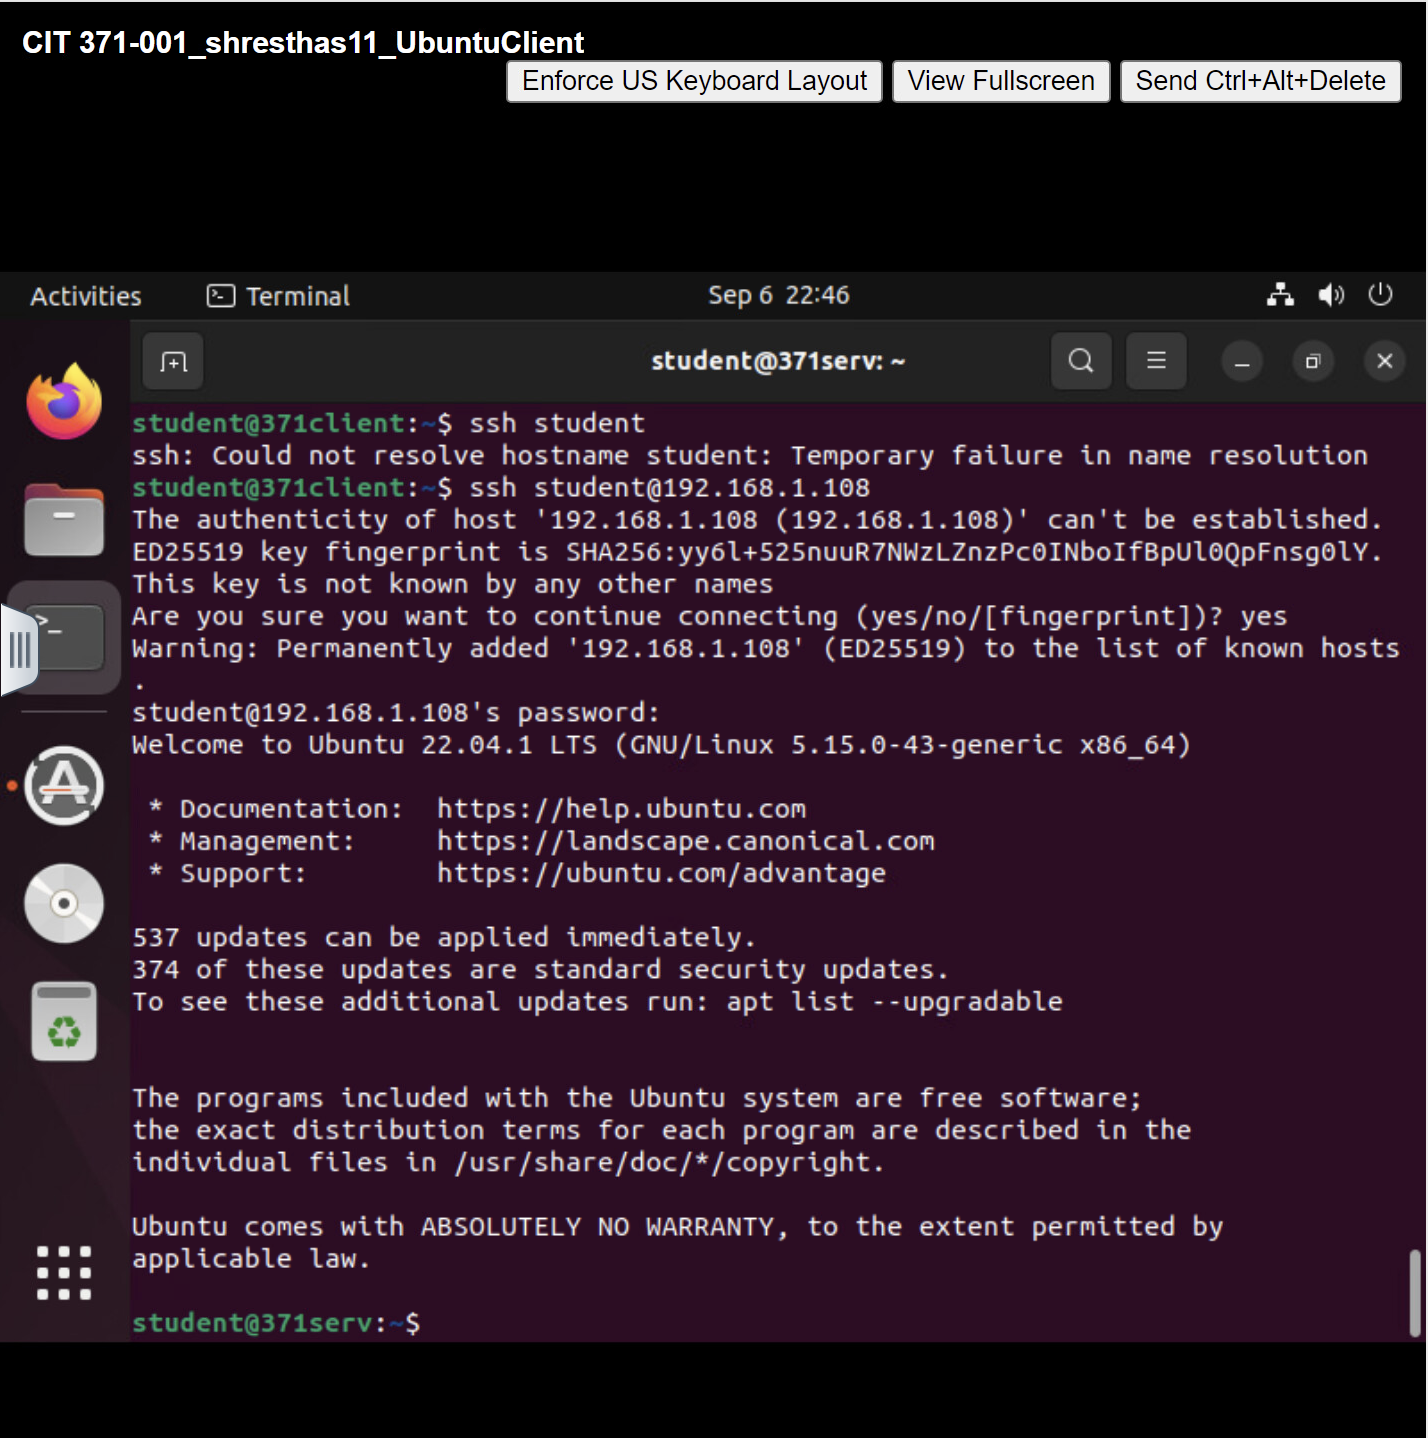 CIT 371-001_shresthas11_UbuntuClient
Enforce US Keyboard Layout View Fullscreen Send Ctrl+Alt+Delete
Activities Terminal Sep 6 22:46
student@371serv: ~
student@371client:~$ ssh student
ssh: Could not resolve hostname student: Temporary failure in name resolution
student@371client:~$ ssh student@192.168.1.108
The authenticity of host '192.168.1.108 (192.168.1.108)' can't be established.
ED25519 key fingerprint is SHA256:yy6l+525nuuR7NWzLZnzPc0INboIfBpUl0QpFnsg0lY.
This key is not known by any other names
Are you sure you want to continue connecting (yes/no/[fingerprint])? yes
Warning: Permanently added '192.168.1.108' (ED25519) to the list of known hosts
.
student@192.168.1.108's password:
Welcome to Ubuntu 22.04.1 LTS (GNU/Linux 5.15.0-43-generic x86_64)
* Documentation: https://help.ubuntu.com
* Management: https://landscape.canonical.com
* Support: https://ubuntu.com/advantage
537 updates can be applied immediately.
374 of these updates are standard security updates.
To see these additional updates run: apt list --upgradable
The programs included with the Ubuntu system are free software;
the exact distribution terms for each program are described in the
individual files in /usr/share/doc/*/copyright.
Ubuntu comes with ABSOLUTELY NO WARRANTY, to the extent permitted by
applicable law.
student@371serv:~$